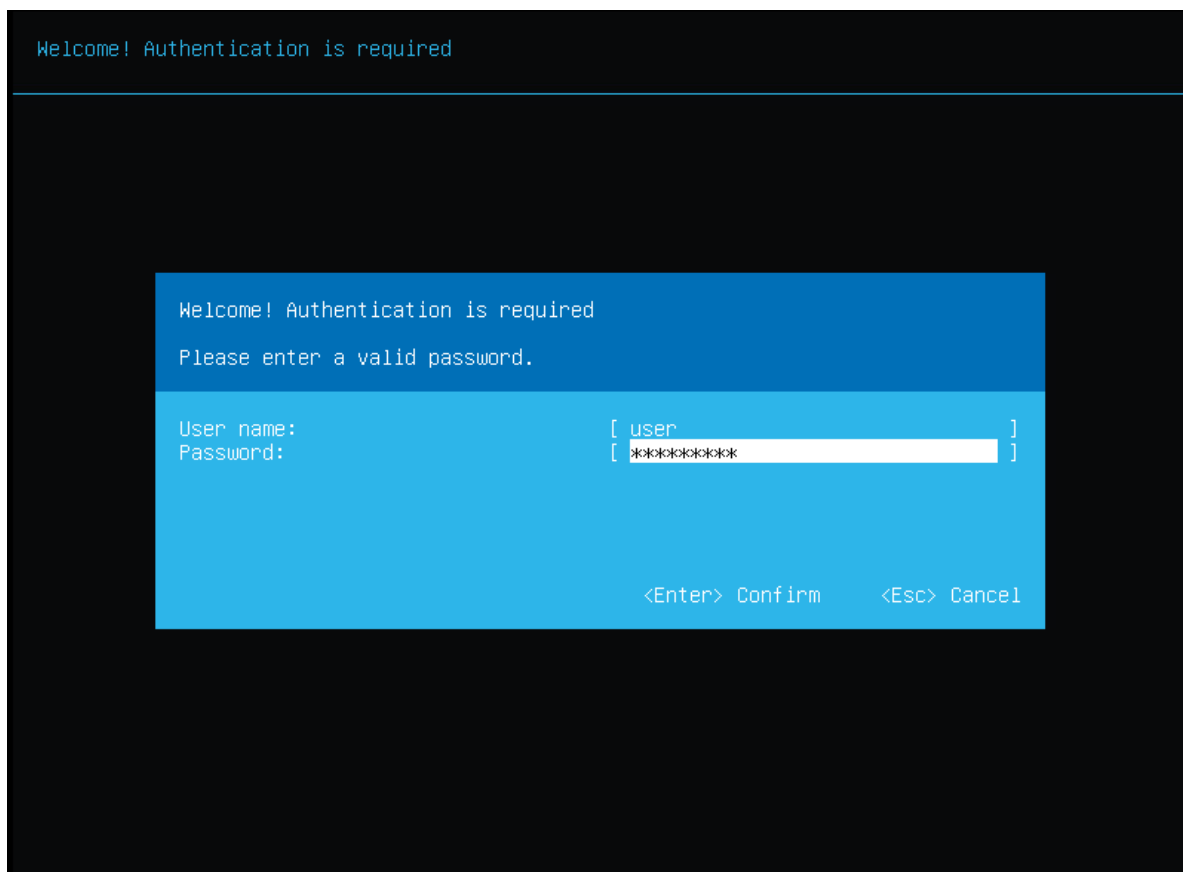 Welcome! Authentication is required
Welcome! Authentication is required
Please enter a valid password.
User name: [ user ]
Password: [ ********* ]
<Enter> Confirm <Esc> Cancel